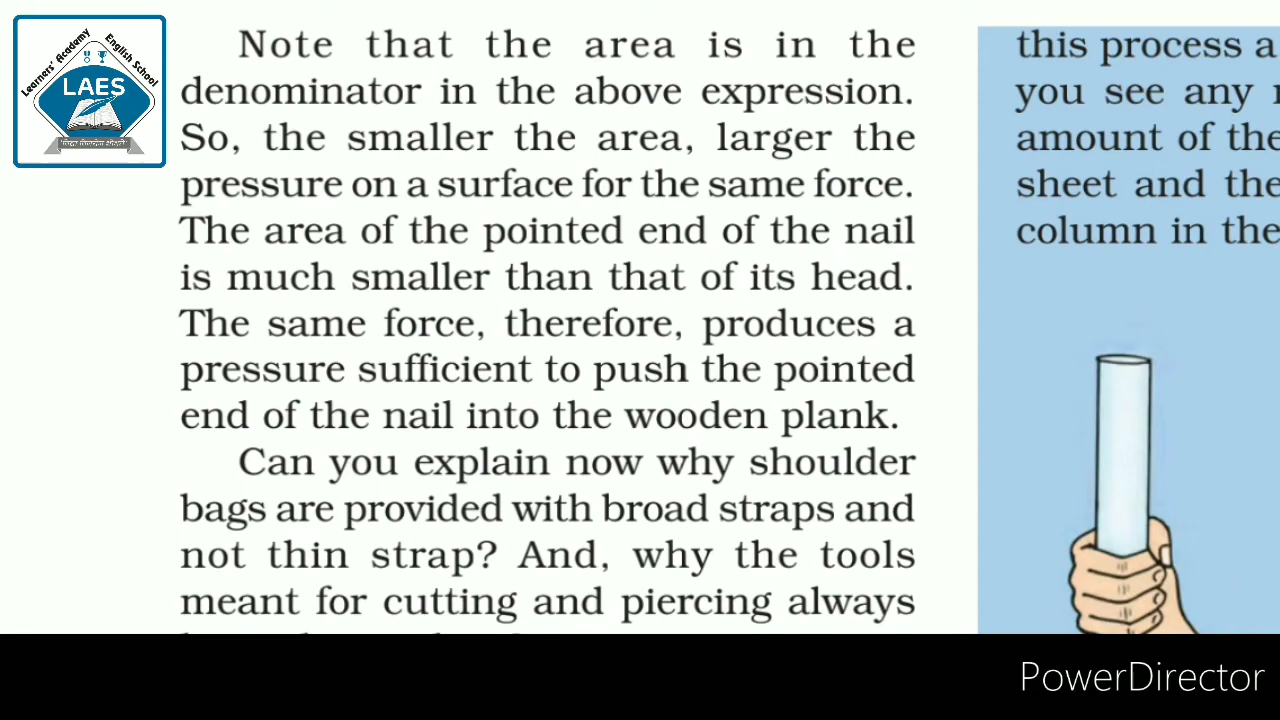 Learners' Academy English School
LAES
Note that the area is in the
denominator in the above expression.
So, the smaller the area, larger the
pressure on a surface for the same force.
The area of the pointed end of the nail
is much smaller than that of its head.
The same force, therefore, produces a
pressure sufficient to push the pointed
end of the nail into the wooden plank.
Can you explain now why shoulder
bags are provided with broad straps and
not thin strap? And, why the tools
meant for cutting and piercing always
this process a
you see any
amount of the
sheet and the
column in the
PowerDirector